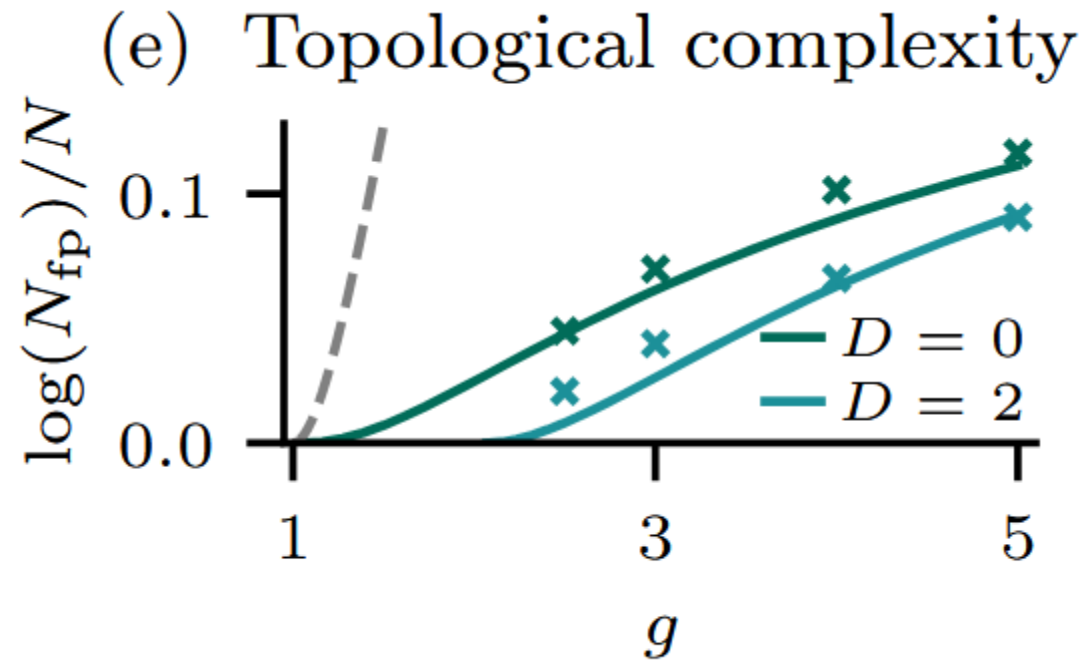 (e) Topological complexity
log(N_fp)/N
0.1
0.0
D = 0
D = 2
1 3 5
g